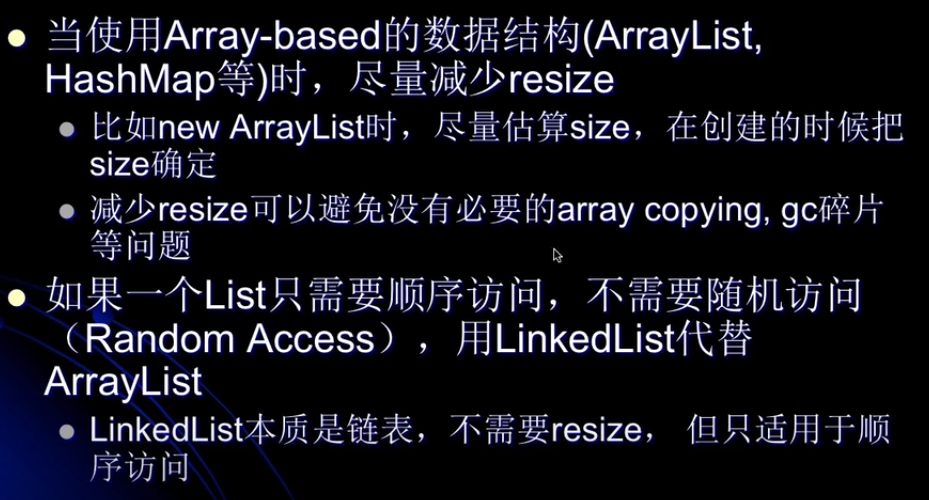 当使用Array-based的数据结构(ArrayList,
HashMap等)时，尽量减少resize
比如new ArrayList时，尽量估算size，在创建的时候把
size确定
减少resize可以避免没有必要的array copying, gc碎片
等问题
如果一个List只需要顺序访问，不需要随机访问
（Random Access），用LinkedList代替
ArrayList
LinkedList本质是链表，不需要resize， 但只适用于顺
序访问